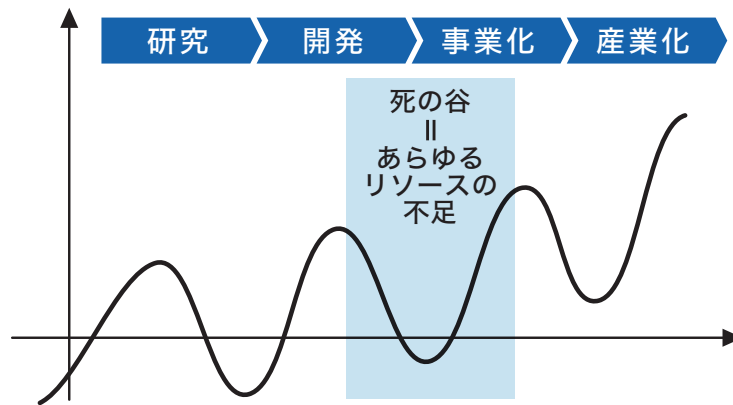 研究
開発
事業化
産業化
死の谷
=
あらゆる
リソースの
不足